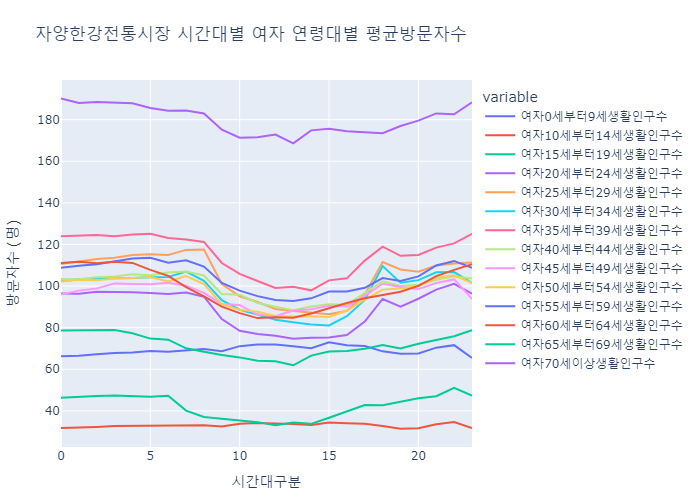 자양한강전통시장 시간대별 여자 연령대별 평균방문자수
variable
여자0세부터9세생활인구수
여자10세부터14세생활인구수
여자15세부터19세생활인구수
여자20세부터24세생활인구수
여자25세부터29세생활인구수
여자30세부터34세생활인구수
여자35세부터39세생활인구수
여자40세부터44세생활인구수
여자45세부터49세생활인구수
여자50세부터54세생활인구수
여자55세부터59세생활인구수
여자60세부터64세생활인구수
여자65세부터69세생활인구수
여자70세이상생활인구수
방문자수 (명)
180
160
140
120
100
80
60
40
0
5
10
15
20
시간대구분